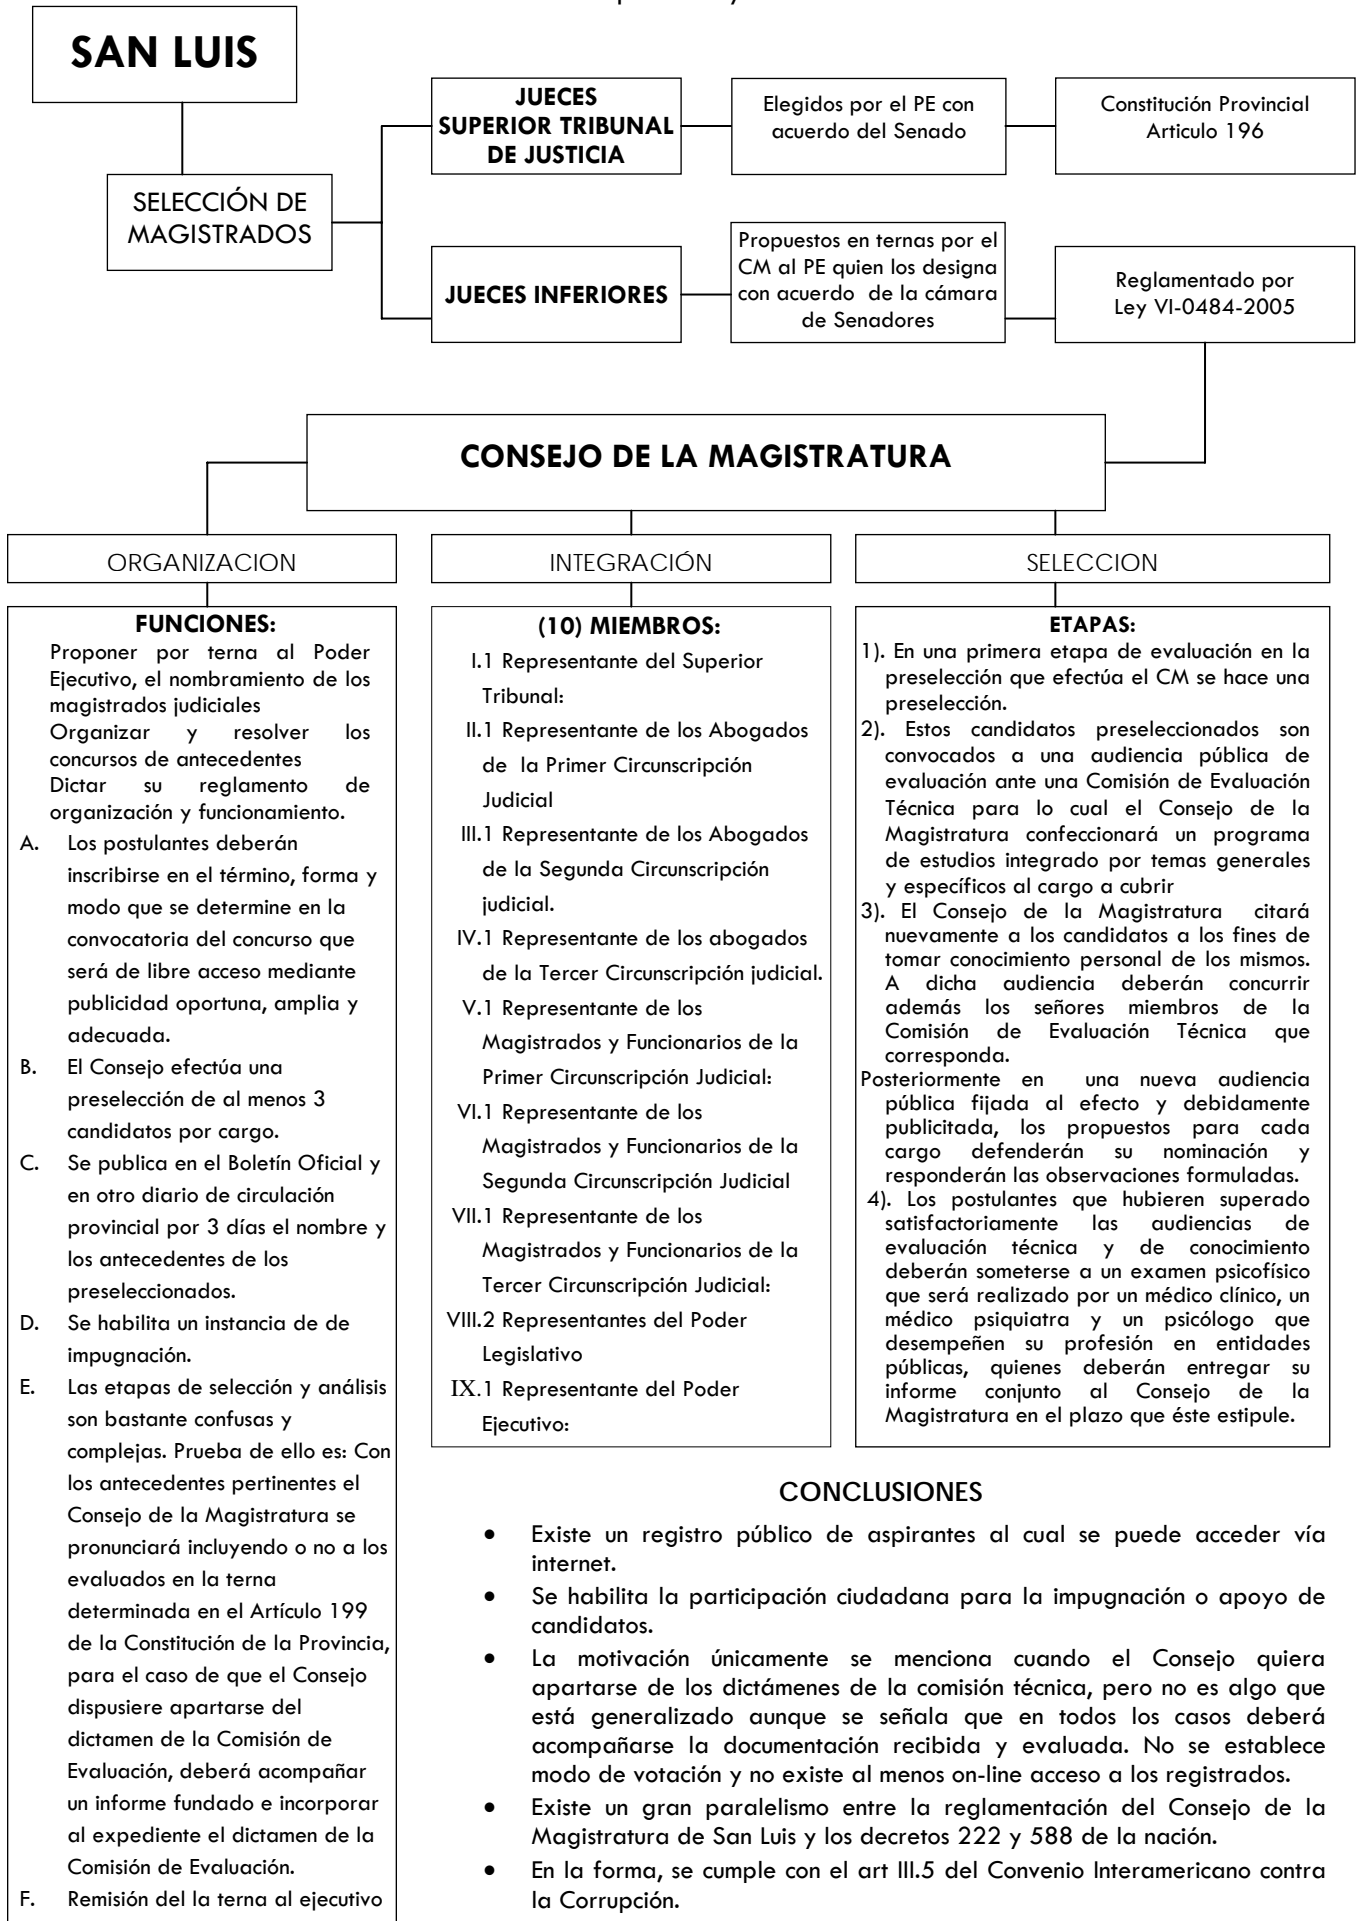 SAN LUIS
SELECCIÓN DE
MAGISTRADOS
JUECES
SUPERIOR TRIBUNAL
DE JUSTICIA
Elegidos por el PE con
acuerdo del Senado
Constitución Provincial
Articulo 196
JUECES INFERIORES
Propuestos en ternas por el
CM al PE quien los designa
con acuerdo de la cámara
de Senadores
Reglamentado por
Ley VI-0484-2005
CONSEJO DE LA MAGISTRATURA
ORGANIZACION
FUNCIONES:
Proponer por terna al Poder
Ejecutivo, el nombramiento de los
magistrados judiciales
Organizar y resolver los
concursos de antecedentes
Dictar su reglamento de
organización y funcionamiento.
A. Los postulantes deberán
inscribirse en el término, forma y
modo que se determine en la
convocatoria del concurso que
será de libre acceso mediante
publicidad oportuna, amplia y
adecuada.
B. El Consejo efectúa una
preselección de al menos 3
candidatos por cargo.
C. Se publica en el Boletín Oficial y
en otro diario de circulación
provincial por 3 días el nombre y
los antecedentes de los
preseleccionados.
D. Se habilita un instancia de de
impugnación.
E. Las etapas de selección y análisis
son bastante confusas y
complejas. Prueba de ello es: Con
los antecedentes pertinentes el
Consejo de la Magistratura se
pronunciará incluyendo o no a los
evaluados en la terna
determinada en el Artículo 199
de la Constitución de la Provincia,
para el caso de que el Consejo
dispusiere apartarse del
dictamen de la Comisión de
Evaluación, deberá acompañar
un informe fundado e incorporar
al expediente el dictamen de la
Comisión de Evaluación.
F. Remisión del la terna al ejecutivo
INTEGRACIÓN
(10) MIEMBROS:
I.1 Representante del Superior
Tribunal:
II.1 Representante de los Abogados
de la Primer Circunscripción
Judicial
III.1 Representante de los Abogados
de la Segunda Circunscripción
judicial.
IV.1 Representante de los abogados
de la Tercer Circunscripción judicial.
V.1 Representante de los
Magistrados y Funcionarios de la
Primer Circunscripción Judicial:
VI.1 Representante de los
Magistrados y Funcionarios de la
Segunda Circunscripción Judicial
VII.1 Representante de los
Magistrados y Funcionarios de la
Tercer Circunscripción Judicial:
VIII.2 Representantes del Poder
Legislativo
IX.1 Representante del Poder
Ejecutivo:
SELECCION
ETAPAS:
1). En una primera etapa de evaluación en la
preselección que efectúa el CM se hace una
preselección.
2). Estos candidatos preseleccionados son
convocados a una audiencia pública de
evaluación ante una Comisión de Evaluación
Técnica para lo cual el Consejo de la
Magistratura confeccionará un programa
de estudios integrado por temas generales
y específicos al cargo a cubrir
3). El Consejo de la Magistratura citará
nuevamente a los candidatos a los fines de
tomar conocimiento personal de los mismos.
A dicha audiencia deberán concurrir
además los señores miembros de la
Comisión de Evaluación Técnica que
corresponda.
Posteriormente en una nueva audiencia
pública fijada al efecto y debidamente
publicitada, los propuestos para cada
cargo defenderán su nominación y
responderán las observaciones formuladas.
4). Los postulantes que hubieren superado
satisfactoriamente las audiencias de
evaluación técnica y de conocimiento
deberán someterse a un examen psicofísico
que será realizado por un médico clínico, un
médico psiquiatra y un psicólogo que
desempeñen su profesión en entidades
públicas, quienes deberán entregar su
informe conjunto al Consejo de la
Magistratura en el plazo que éste estipule.
CONCLUSIONES
• Existe un registro público de aspirantes al cual se puede acceder vía
internet.
• Se habilita la participación ciudadana para la impugnación o apoyo de
candidatos.
• La motivación únicamente se menciona cuando el Consejo quiera
apartarse de los dictámenes de la comisión técnica, pero no es algo que
está generalizado aunque se señala que en todos los casos deberá
acompañarse la documentación recibida y evaluada. No se establece
modo de votación y no existe al menos on-line acceso a los registrados.
• Existe un gran paralelismo entre la reglamentación del Consejo de la
Magistratura de San Luis y los decretos 222 y 588 de la nación.
• En la forma, se cumple con el art III.5 del Convenio Interamericano contra
la Corrupción.